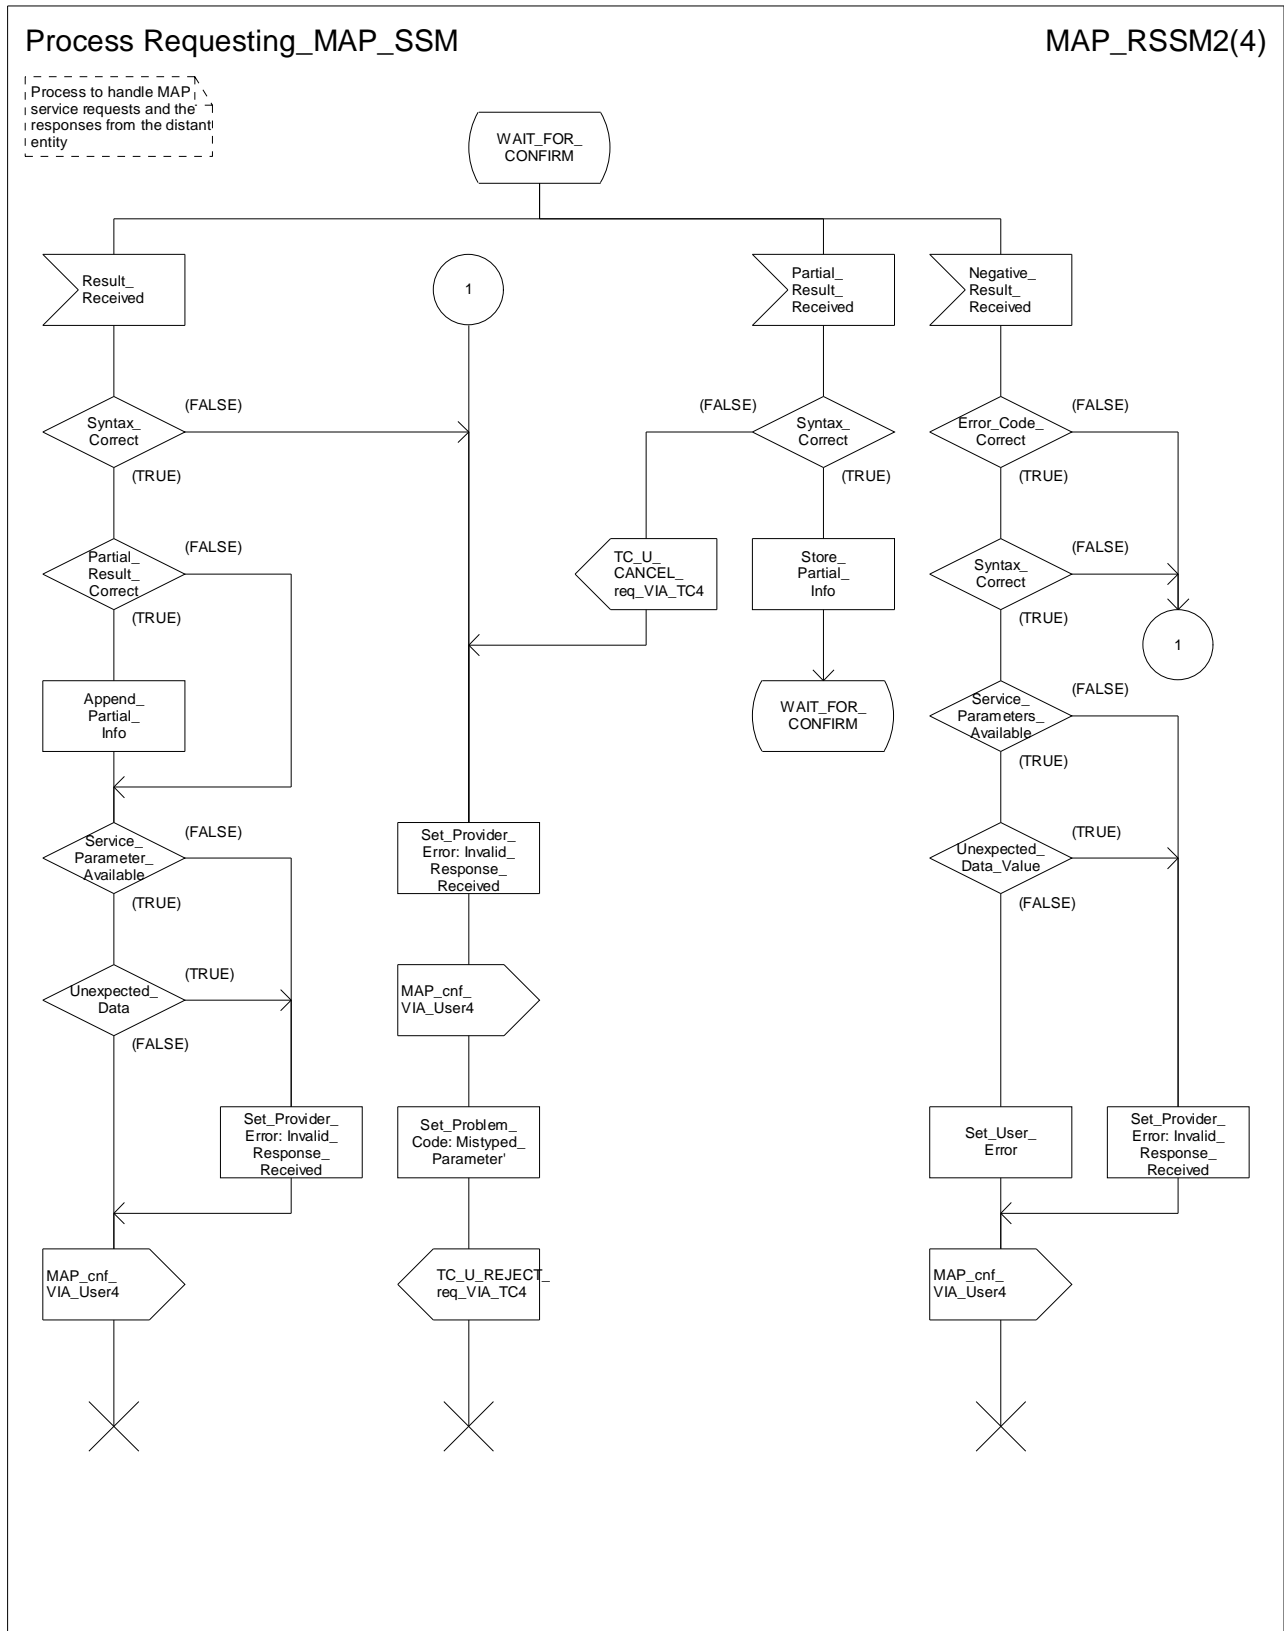 Process Requesting_MAP_SSM
MAP_RSSM2(4)
Process to handle MAP
service requests and the
responses from the distant
entity
WAIT_FOR_
CONFIRM
Result_
Received
1
Partial_
Result_
Received
Negative_
Result_
Received
(FALSE)
Syntax_
Correct
(TRUE)
(FALSE)
Syntax_
Correct
(TRUE)
(FALSE)
Error_Code_
Correct
(TRUE)
Partial_
Result_
Correct
(FALSE)
(TRUE)
TC_U_
CANCEL_
req_VIA_TC4
Store_
Partial_
Info
Syntax_
Correct
(FALSE)
(TRUE)
1
Append_
Partial_
Info
WAIT_FOR_
CONFIRM
Service_
Parameters_
Available
(FALSE)
(TRUE)
Service_
Parameter_
Available
(FALSE)
(TRUE)
Set_Provider_
Error: Invalid_
Response_
Received
Unexpected_
Data_Value
(TRUE)
(FALSE)
Unexpected_
Data
(TRUE)
(FALSE)
MAP_cnf_
VIA_User4
Set_Provider_
Error: Invalid_
Response_
Received
Set_Problem_
Code: Mistyped_
Parameter'
Set_User_
Error
Set_Provider_
Error: Invalid_
Response_
Received
MAP_cnf_
VIA_User4
TC_U_REJECT_
req_VIA_TC4
MAP_cnf_
VIA_User4